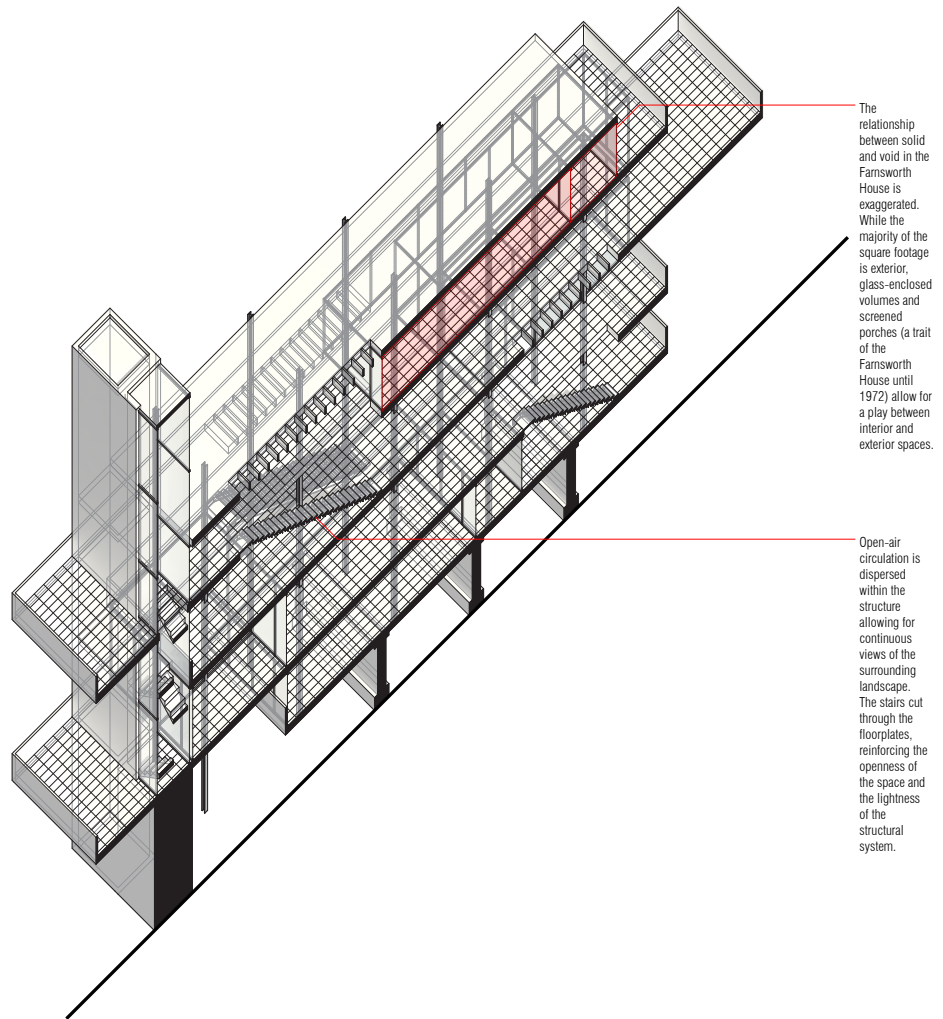 The
relationship
between solid
and void in the
Farnsworth
House is
exaggerated.
While the
majority of the
square footage
is exterior,
glass-enclosed
volumes and
screened
porches (a trait
of the
Farnsworth
House until
1972) allow for
a play between
interior and
exterior spaces.
Open-air
circulation is
dispersed
within the
structure
allowing for
continuous
views of the
surrounding
landscape.
The stairs cut
through the
floorplates,
reinforcing the
openness of
the space and
the lightness
of the
structural
system.